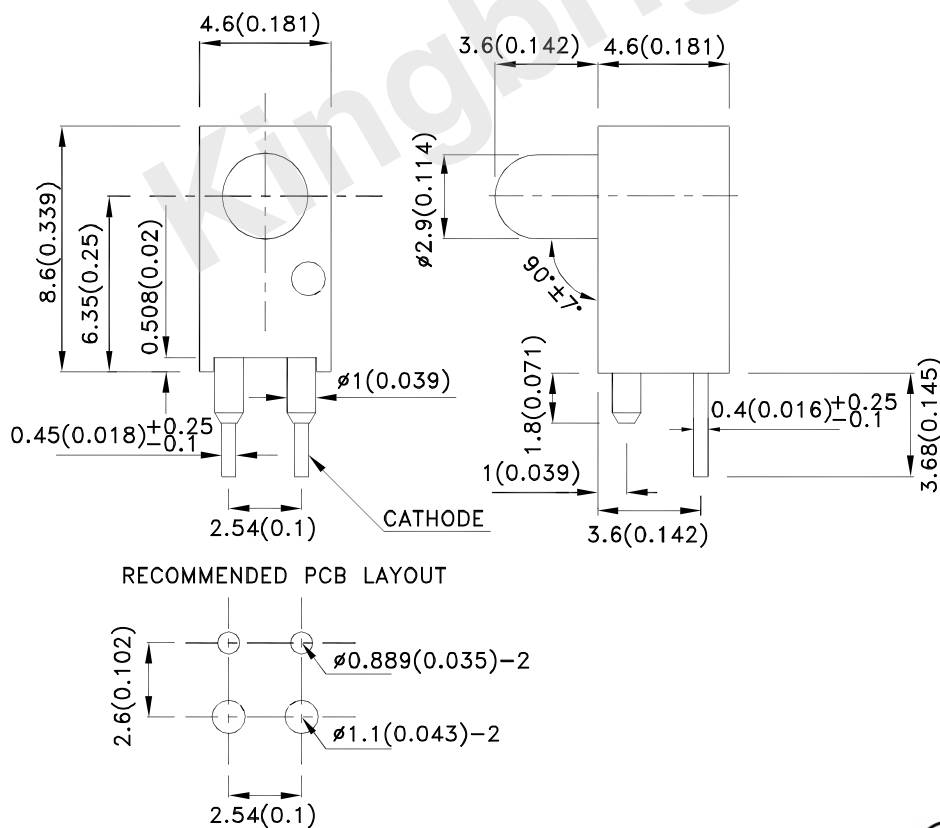 Kingbrig
4.6(0.181)
3.6(0.142)
4.6(0.181)
8.6(0.339)
6.35(0.25)
0.508(0.02)
ø2.9(0.114)
90°±7°
ø1(0.039)
0.45(0.018)+0.25 -0.1
2.54(0.1)
CATHODE
1.8(0.071)
0.4(0.016)+0.25 -0.1
3.68(0.145)
1(0.039)
3.6(0.142)
RECOMMENDED PCB LAYOUT
2.6(0.102)
ø0.889(0.035)-2
ø1.1(0.043)-2
2.54(0.1)